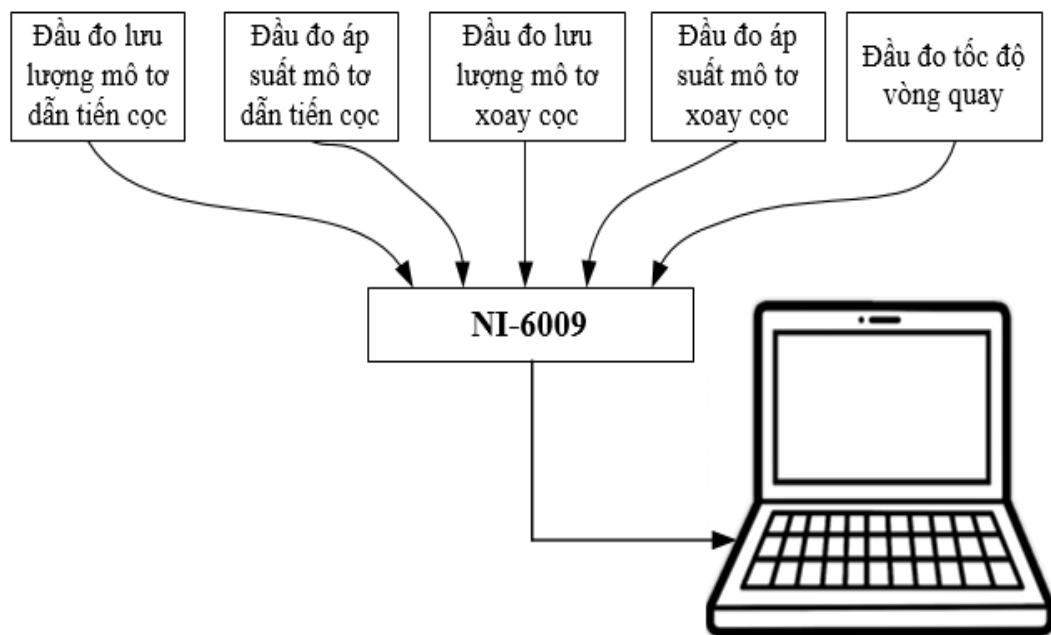 Đầu đo lưu
lượng mô tơ
dẫn tiến cọc
Đầu đo áp
suất mô tơ
dẫn tiến cọc
Đầu đo lưu
lượng mô tơ
xoay cọc
Đầu đo áp
suất mô tơ
xoay cọc
Đầu đo tốc độ
vòng quay
NI-6009